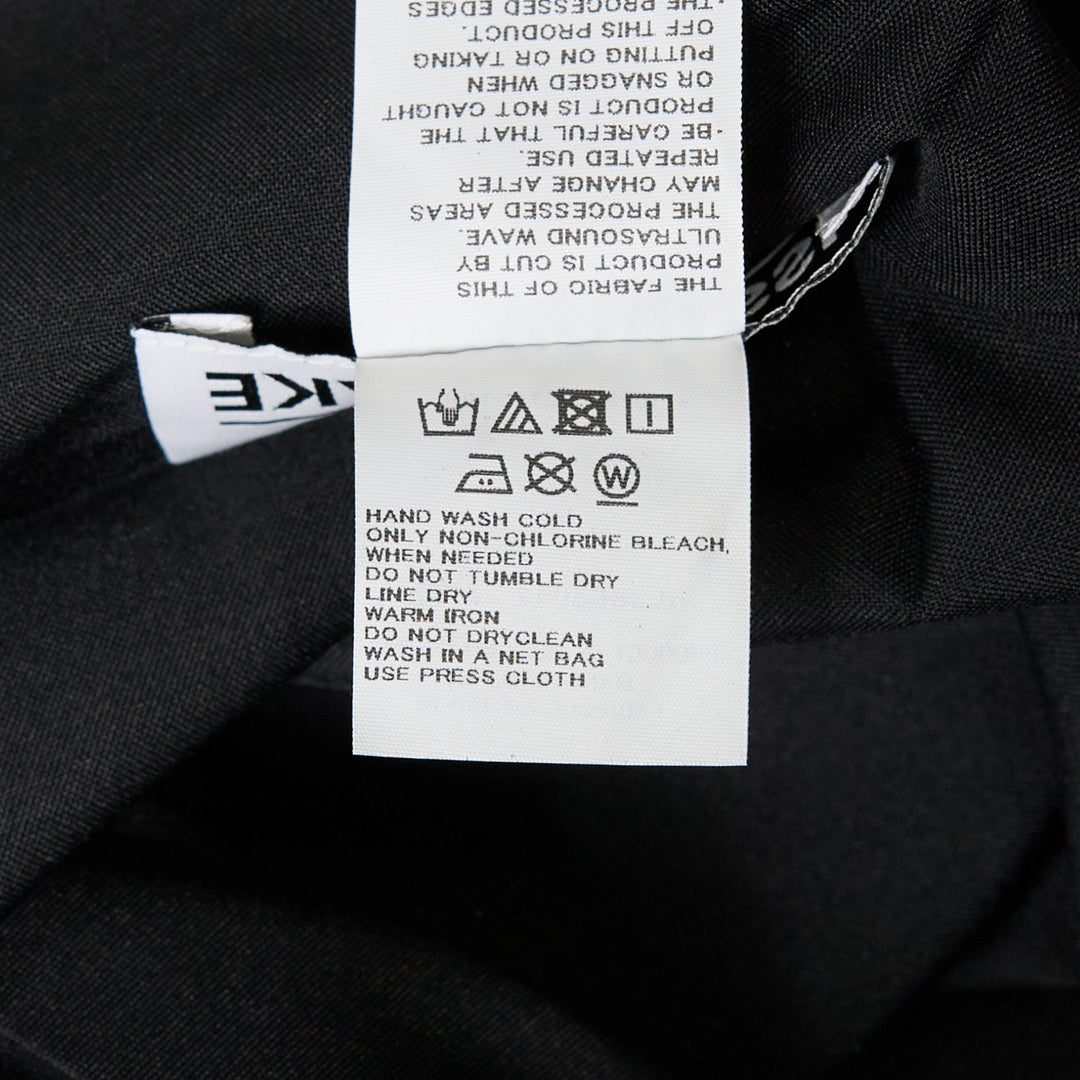 THE FABRIC OF THIS
PRODUCT IS CUT BY
ULTRASOUND WAVE.
THE PROCESSED AREAS
MAY CHANGE AFTER
REPEATED USE.
・BE CAREFUL THAT THE
PRODUCT IS NOT CAUGHT
OR SNAGGED WHEN
PUTTING ON OR TAKING
OFF THIS PRODUCT.
・THE PROCESSED EDGES
W
HAND WASH COLD
ONLY NON-CHLORINE BLEACH,
WHEN NEEDED
DO NOT TUMBLE DRY
LINE DRY
WARM IRON
DO NOT DRYCLEAN
WASH IN A NET BAG
USE PRESS CLOTH